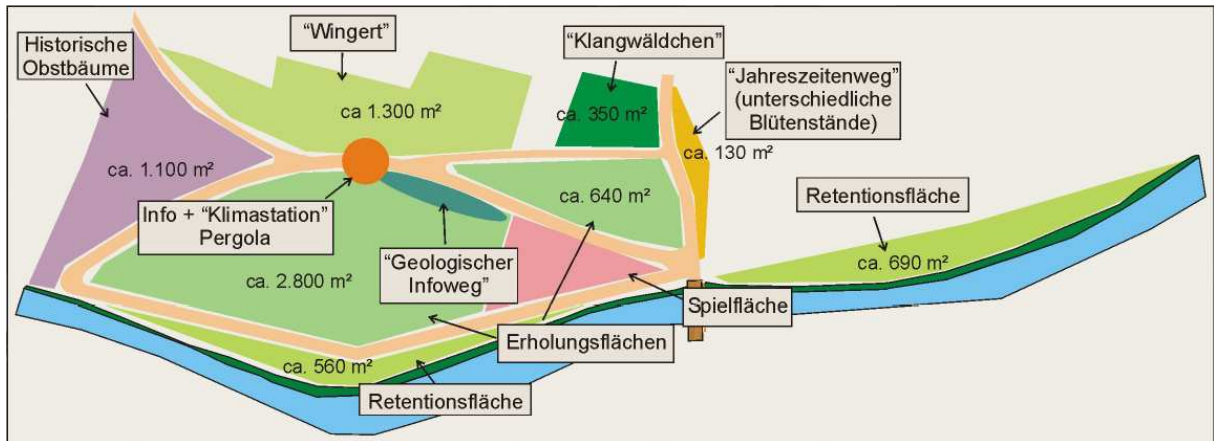 Historische
Obstbäume
“Wingert”
“Klangwäldchen”
“Jahreszeitenweg”
(unterschiedliche
Blütenstände)
ca 1.300 m²
ca. 350 m²
ca. 130 m²
ca. 1.100 m²
ca. 640 m²
Retentionsfläche
Info + “Klimastation”
Pergola
“Geologischer
Infoweg”
ca. 690 m²
ca. 2.800 m²
Spielfläche
Erholungsflächen
ca. 560 m²
Retentionsfläche